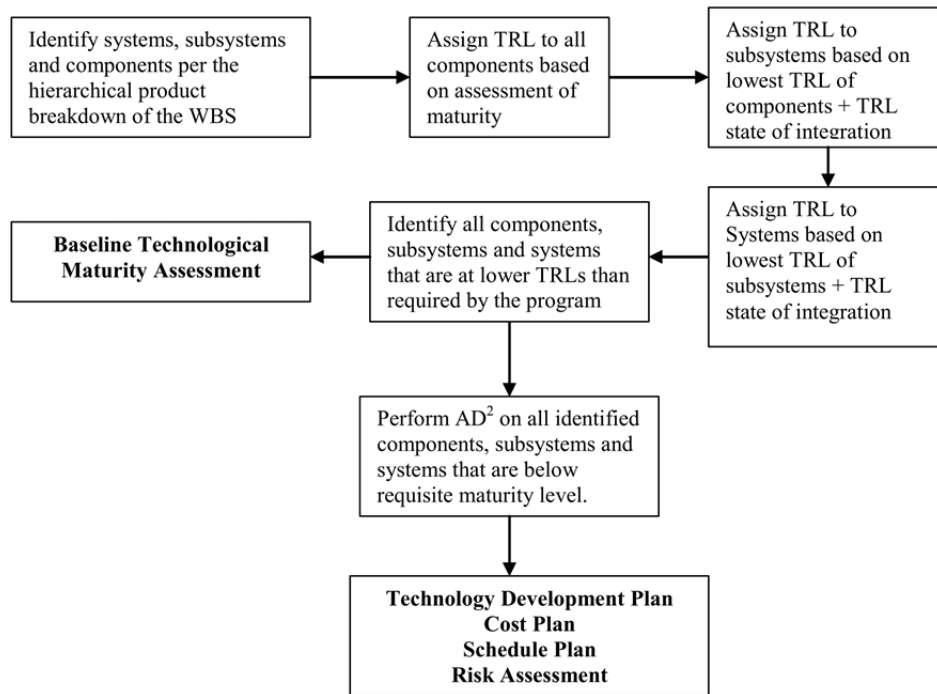 Identify systems, subsystems
and components per the
hierarchical product
breakdown of the WBS
Assign TRL to all
components based
on assessment of
maturity
Assign TRL to
subsystems based on
lowest TRL of
components + TRL
state of integration
Assign TRL to
Systems based on
lowest TRL of
subsystems + TRL
state of integration
Identify all components,
subsystems and systems
that are at lower TRLs than
required by the program
Baseline Technological
Maturity Assessment
Perform AD² on all identified
components, subsystems and
systems that are below
requisite maturity level.
Technology Development Plan
Cost Plan
Schedule Plan
Risk Assessment